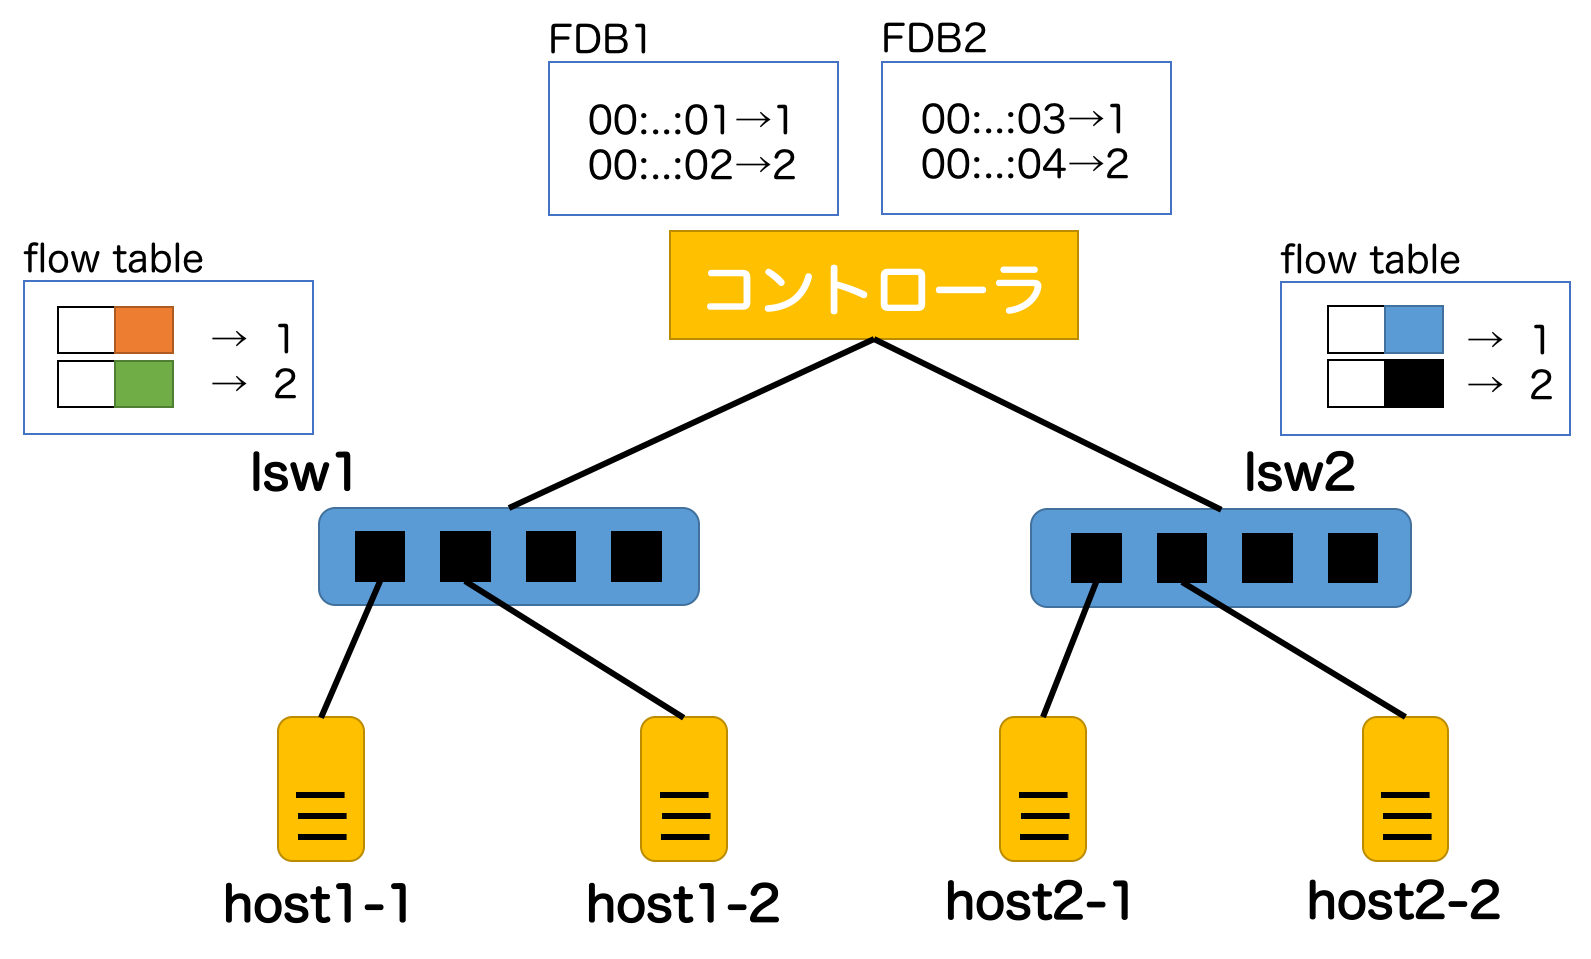 FDB1
00:..:01→1
00:..:02→2
FDB2
00:..:03→1
00:..:04→2
コントローラ
flow table
→ 1
→ 2
flow table
→ 1
→ 2
lsw1
lsw2
host1-1
host1-2
host2-1
host2-2